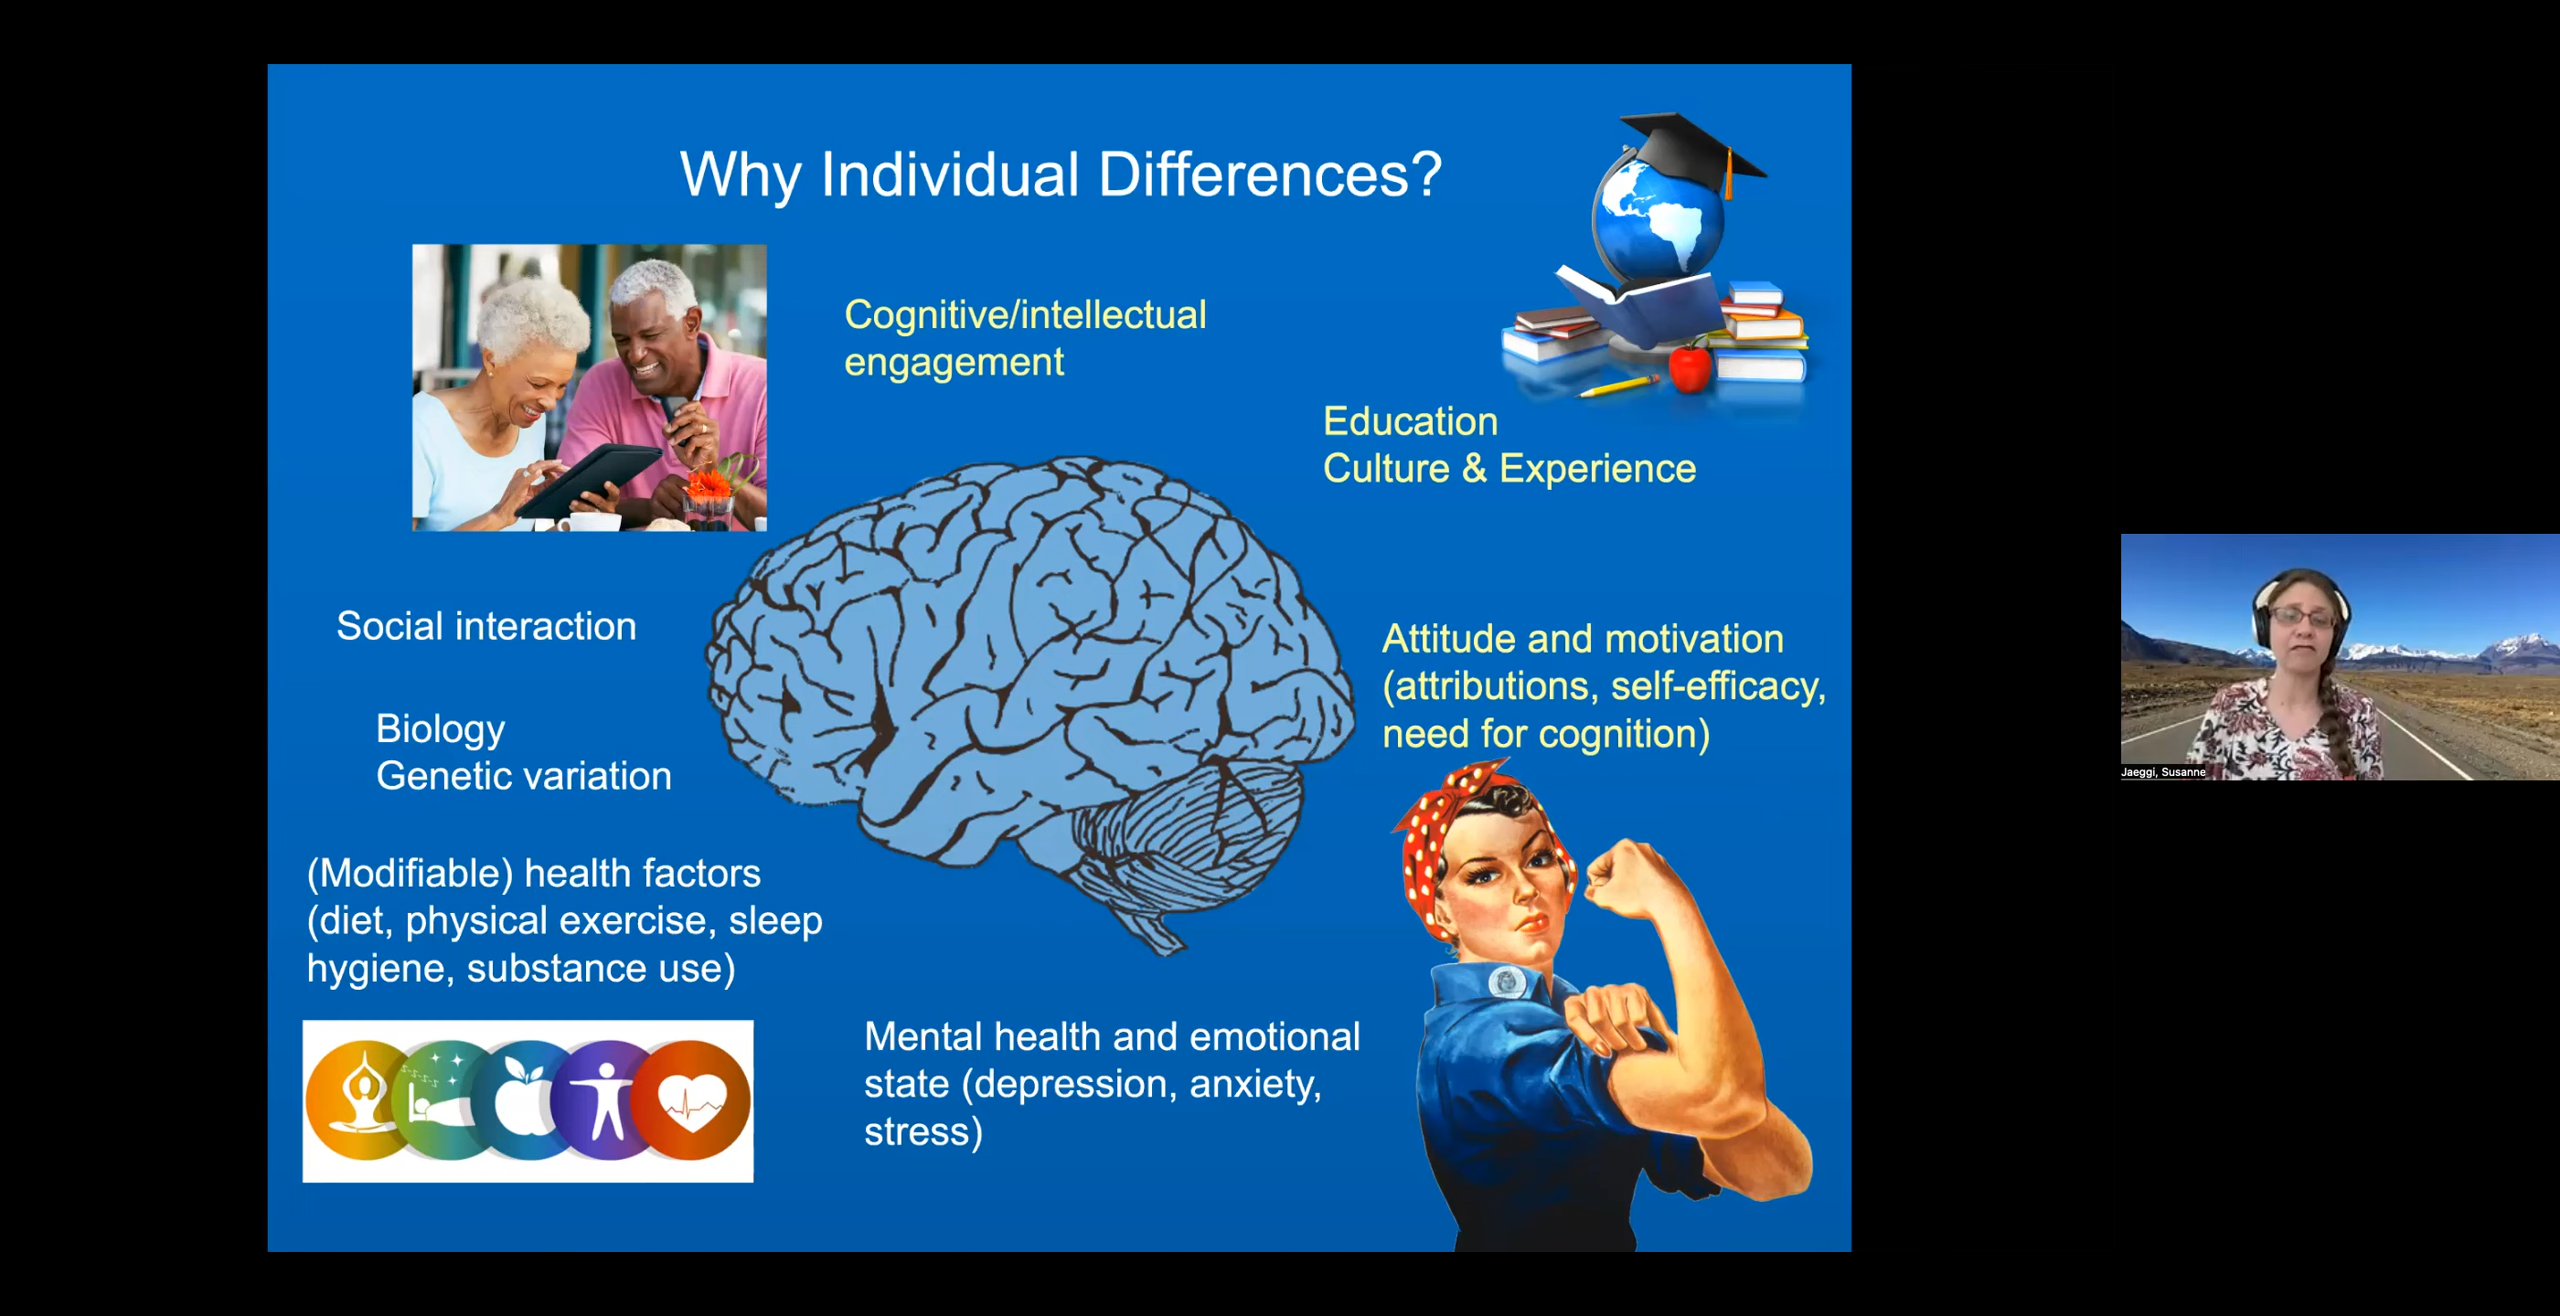 Why Individual Differences?
Cognitive/intellectual
engagement
Education
Culture & Experience
Social interaction
Attitude and motivation
(attributions, self-efficacy,
need for cognition)
Biology
Genetic variation
(Modifiable) health factors
(diet, physical exercise, sleep
hygiene, substance use)
Mental health and emotional
state (depression, anxiety,
stress)
Jaeggi, Susanne